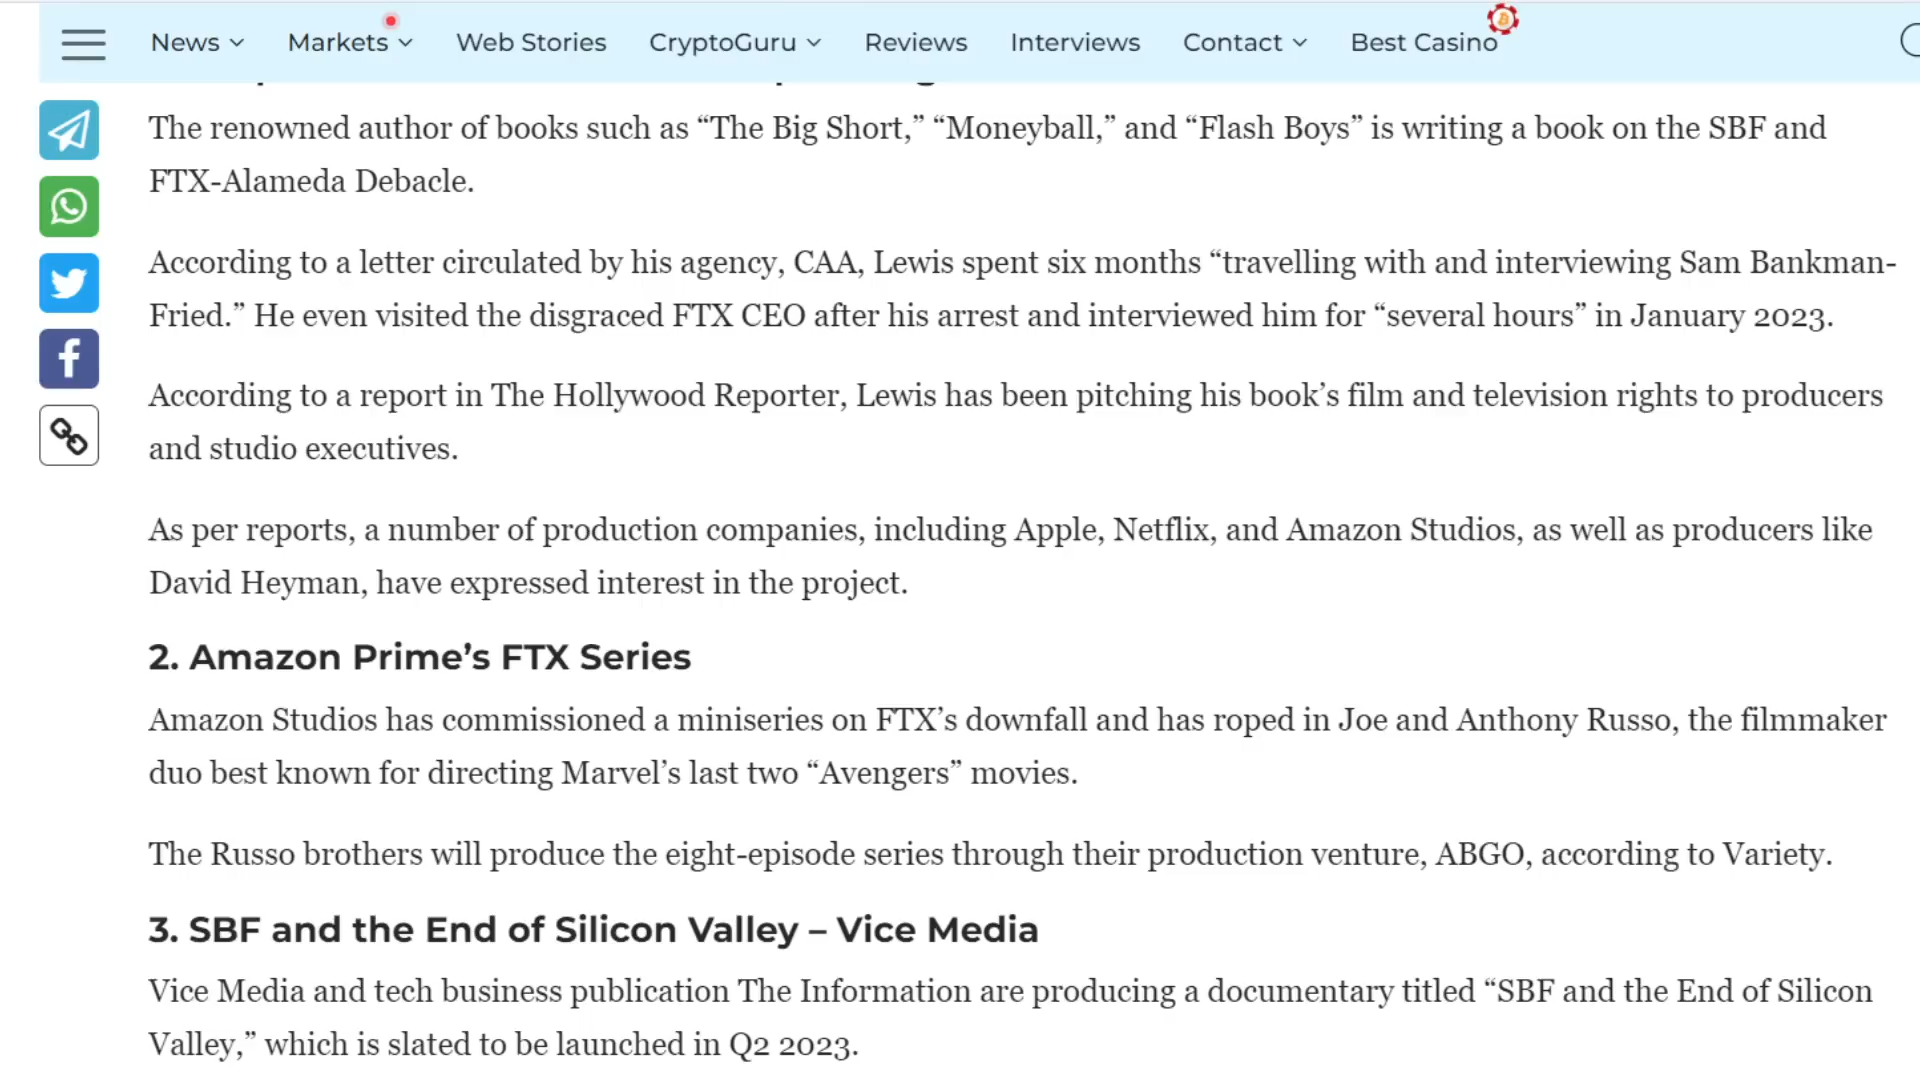 News Markets Web Stories CryptoGuru Reviews Interviews Contact Best Casino
The renowned author of books such as “The Big Short,” “Moneyball,” and “Flash Boys” is writing a book on the SBF and
FTX-Alameda Debacle.
According to a letter circulated by his agency, CAA, Lewis spent six months “travelling with and interviewing Sam Bankman-
Fried.” He even visited the disgraced FTX CEO after his arrest and interviewed him for “several hours” in January 2023.
According to a report in The Hollywood Reporter, Lewis has been pitching his book’s film and television rights to producers
and studio executives.
As per reports, a number of production companies, including Apple, Netflix, and Amazon Studios, as well as producers like
David Heyman, have expressed interest in the project.
2. Amazon Prime’s FTX Series
Amazon Studios has commissioned a miniseries on FTX’s downfall and has roped in Joe and Anthony Russo, the filmmaker
duo best known for directing Marvel’s last two “Avengers” movies.
The Russo brothers will produce the eight-episode series through their production venture, ABGO, according to Variety.
3. SBF and the End of Silicon Valley – Vice Media
Vice Media and tech business publication The Information are producing a documentary titled “SBF and the End of Silicon
Valley,” which is slated to be launched in Q2 2023.